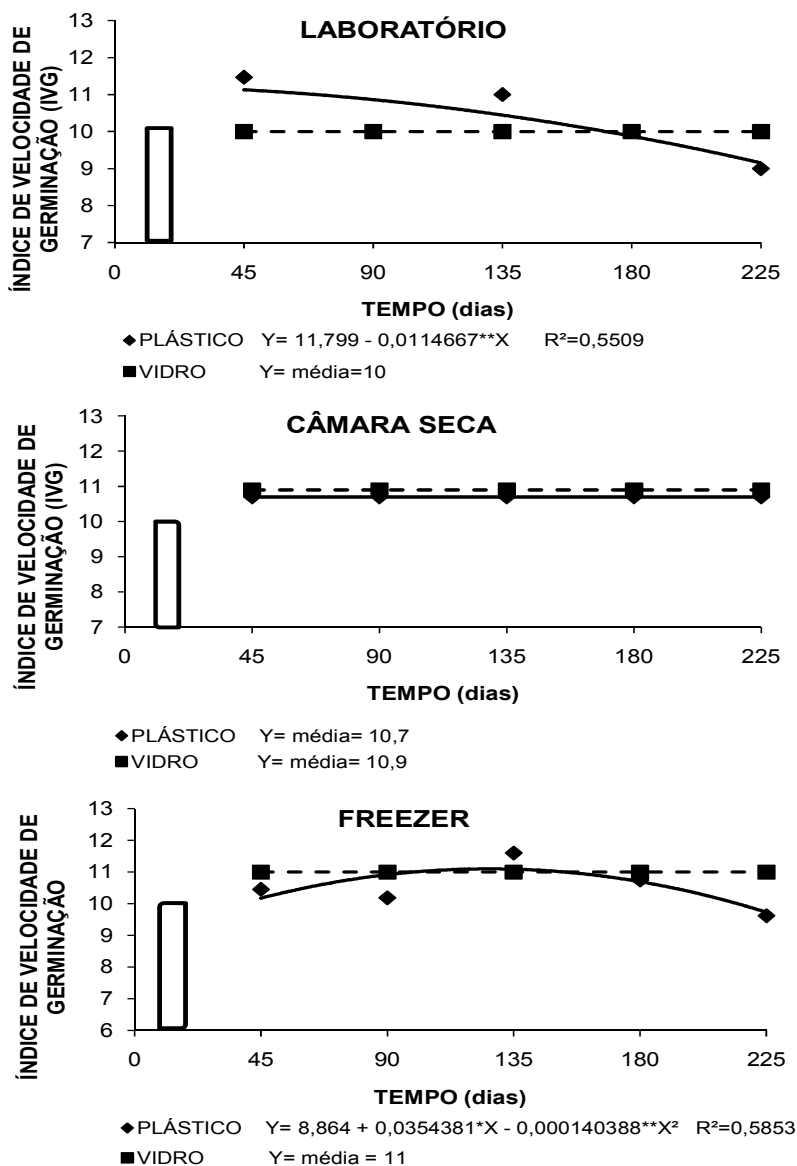 LABORATÓRIO
ÍNDICE DE VELOCIDADE DE
GERMINAÇÃO (IVG)
13
12
11
10
9
8
7
0 45 90 135 180 225
TEMPO (dias)
PLÁSTICO Y= 11,799 - 0,0114667**X R²=0,5509
VIDRO Y= média=10
CÂMARA SECA
ÍNDICE DE VELOCIDADE DE
GERMINAÇÃO (IVG)
13
12
11
10
9
8
7
0 45 90 135 180 225
TEMPO (dias)
PLÁSTICO Y= média= 10,7
VIDRO Y= média= 10,9
FREEZER
ÍNDICE DE VELOCIDADE DE
GERMINAÇÃO
13
12
11
10
9
8
7
6
0 45 90 135 180 225
TEMPO (dias)
PLÁSTICO Y= 8,864 + 0,0354381*X - 0,000140388**X² R²=0,5853
VIDRO Y= média = 11